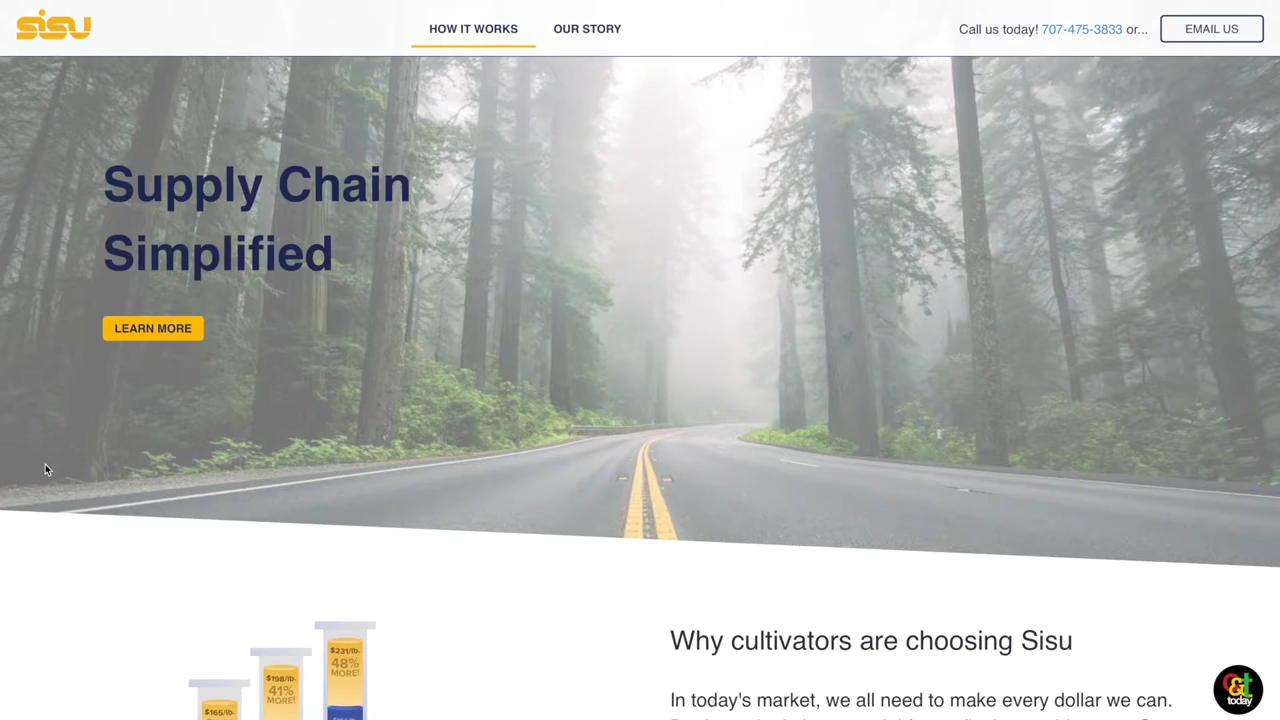 sisu
HOW IT WORKS
OUR STORY
Call us today! 707-475-3833 or...
EMAIL US
Supply Chain
Simplified
LEARN MORE
Why cultivators are choosing Sisu
In today's market, we all need to make every dollar we can.
$231/lb.
48%
MORE!
$198/lb.
41%
MORE!
$165/lb.
c&t
today